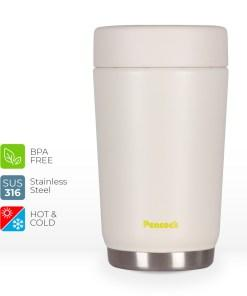 BPA
FREE
SUS
316
Stainless
Steel
HOT &
COLD
Peacock